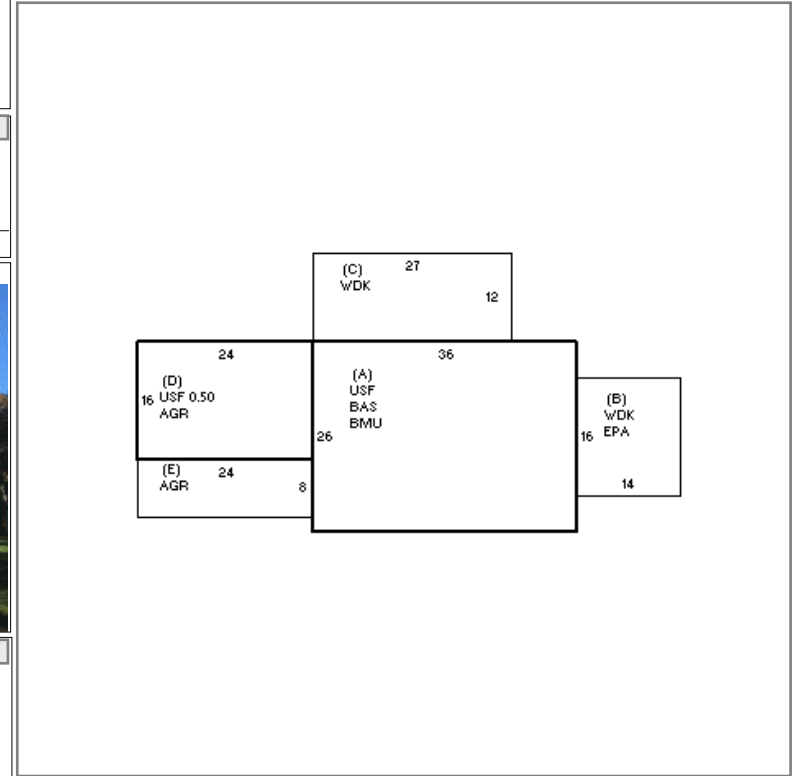 (C)
WDK
27
12
24
(D)
16 USF 0.50
AGR
(E)
AGR
24
8
36
(A)
USF
BAS
BMU
26
(B)
WDK
EPA
16
14